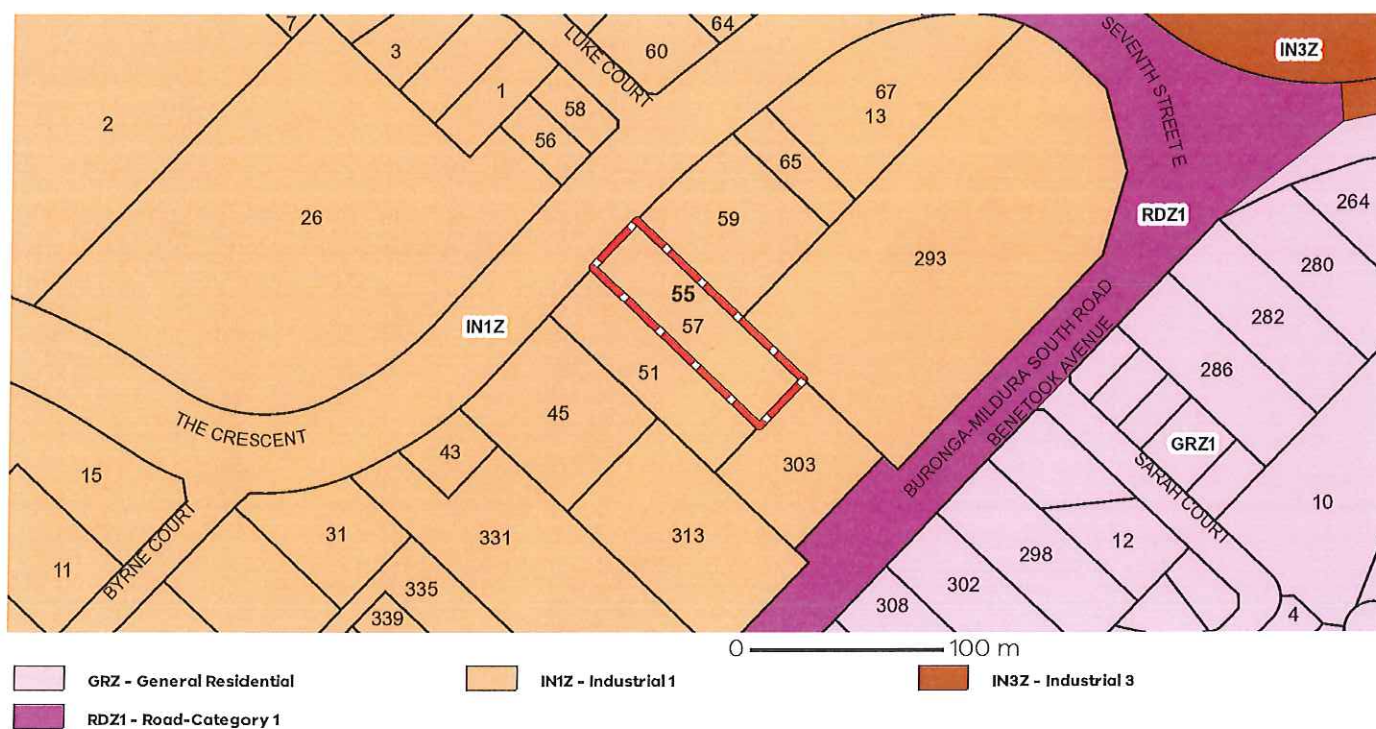 7
64
3
LUKE COURT
60
SEVENTH STREET E
IN3Z
67
2
1
58
13
56
65
264
26
59
RDZ1
293
280
55
IN1Z
57
282
51
286
BURONGA-MILDURA SOUTH ROAD
BENETOOK AVENUE
45
THE CRESCENT
GRZ1
43
303
SARAH COURT
15
10
31
331
313
298
12
11
BYRNE COURT
335
302
308
339
4
0 100 m
GRZ - General Residential
IN1Z - Industrial 1
IN3Z - Industrial 3
RDZ1 - Road-Category 1